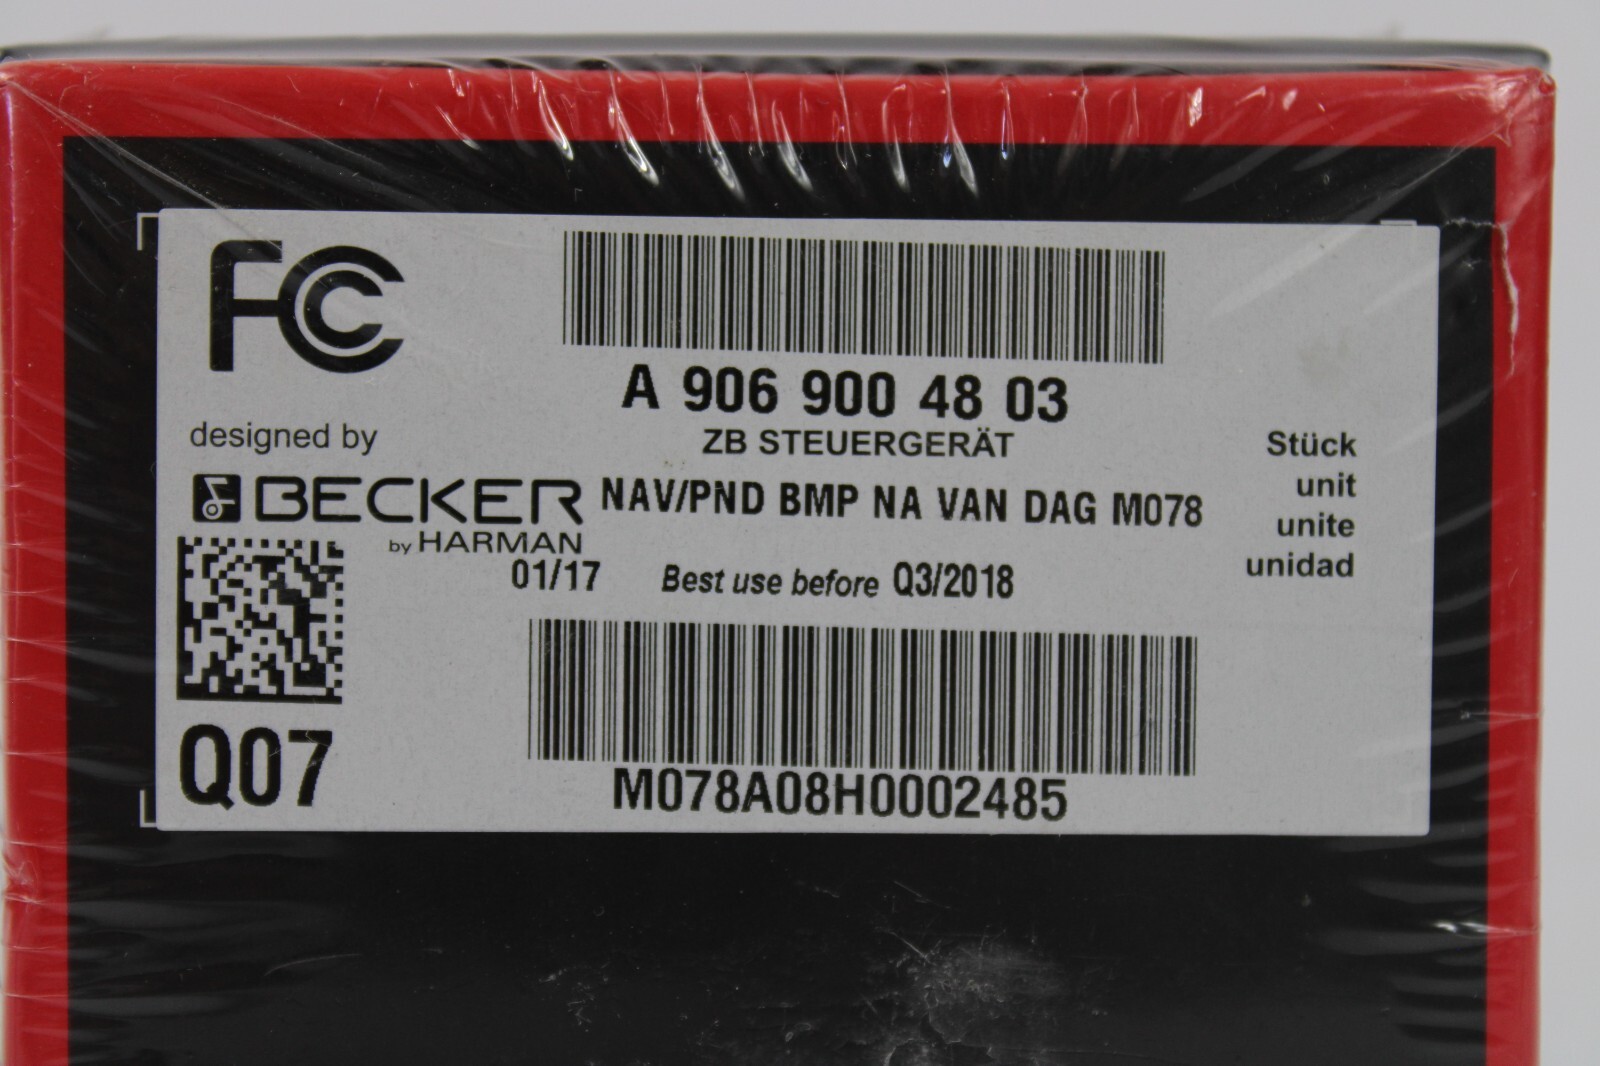 FC
A 906 900 48 03
designed by
ZB STEUERGERÄT
BECKER
by HARMAN
NAV/PND BMP NA VAN DAG M078
Stück
unit
unite
unidad
01/17 Best use before Q3/2018
Q07
M078A08H0002485